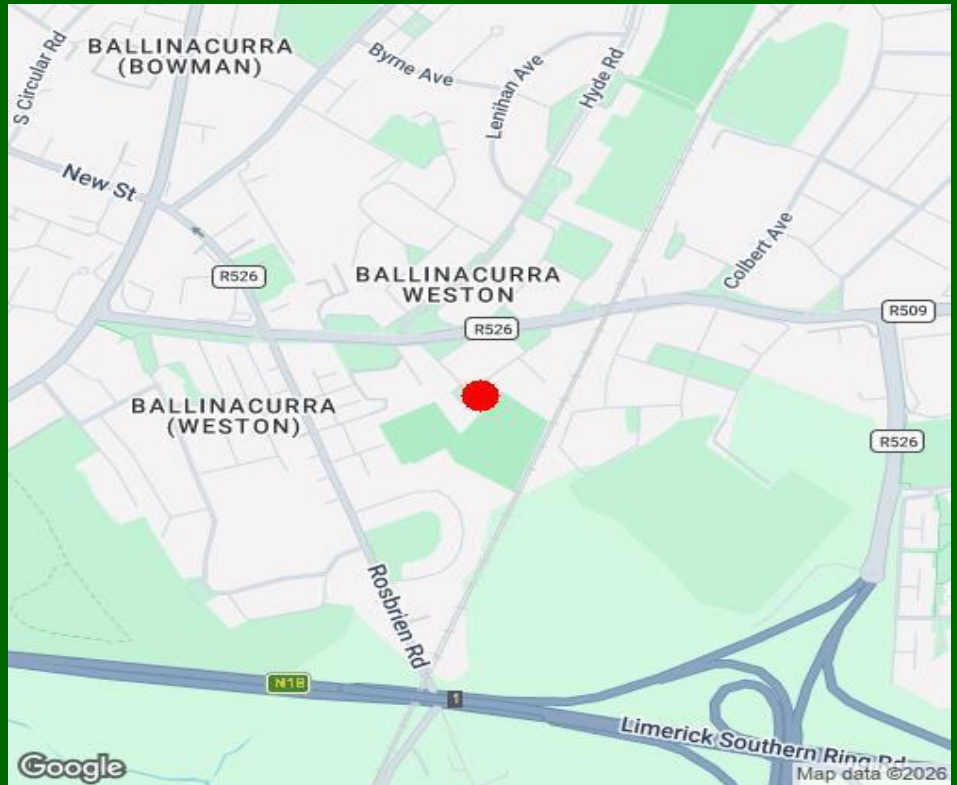 BALLINACURRA
(BOWMAN)
S Circular Rd
Byrne Ave
Lenihan Ave
Hyde Rd
New St
Colbert Ave
R526
BALLINACURRA
WESTON
R526
R509
BALLINACURRA
(WESTON)
R526
Rosbrien Rd
N18
1
Limerick Southern Ring Rd
Google
Map data ©2026